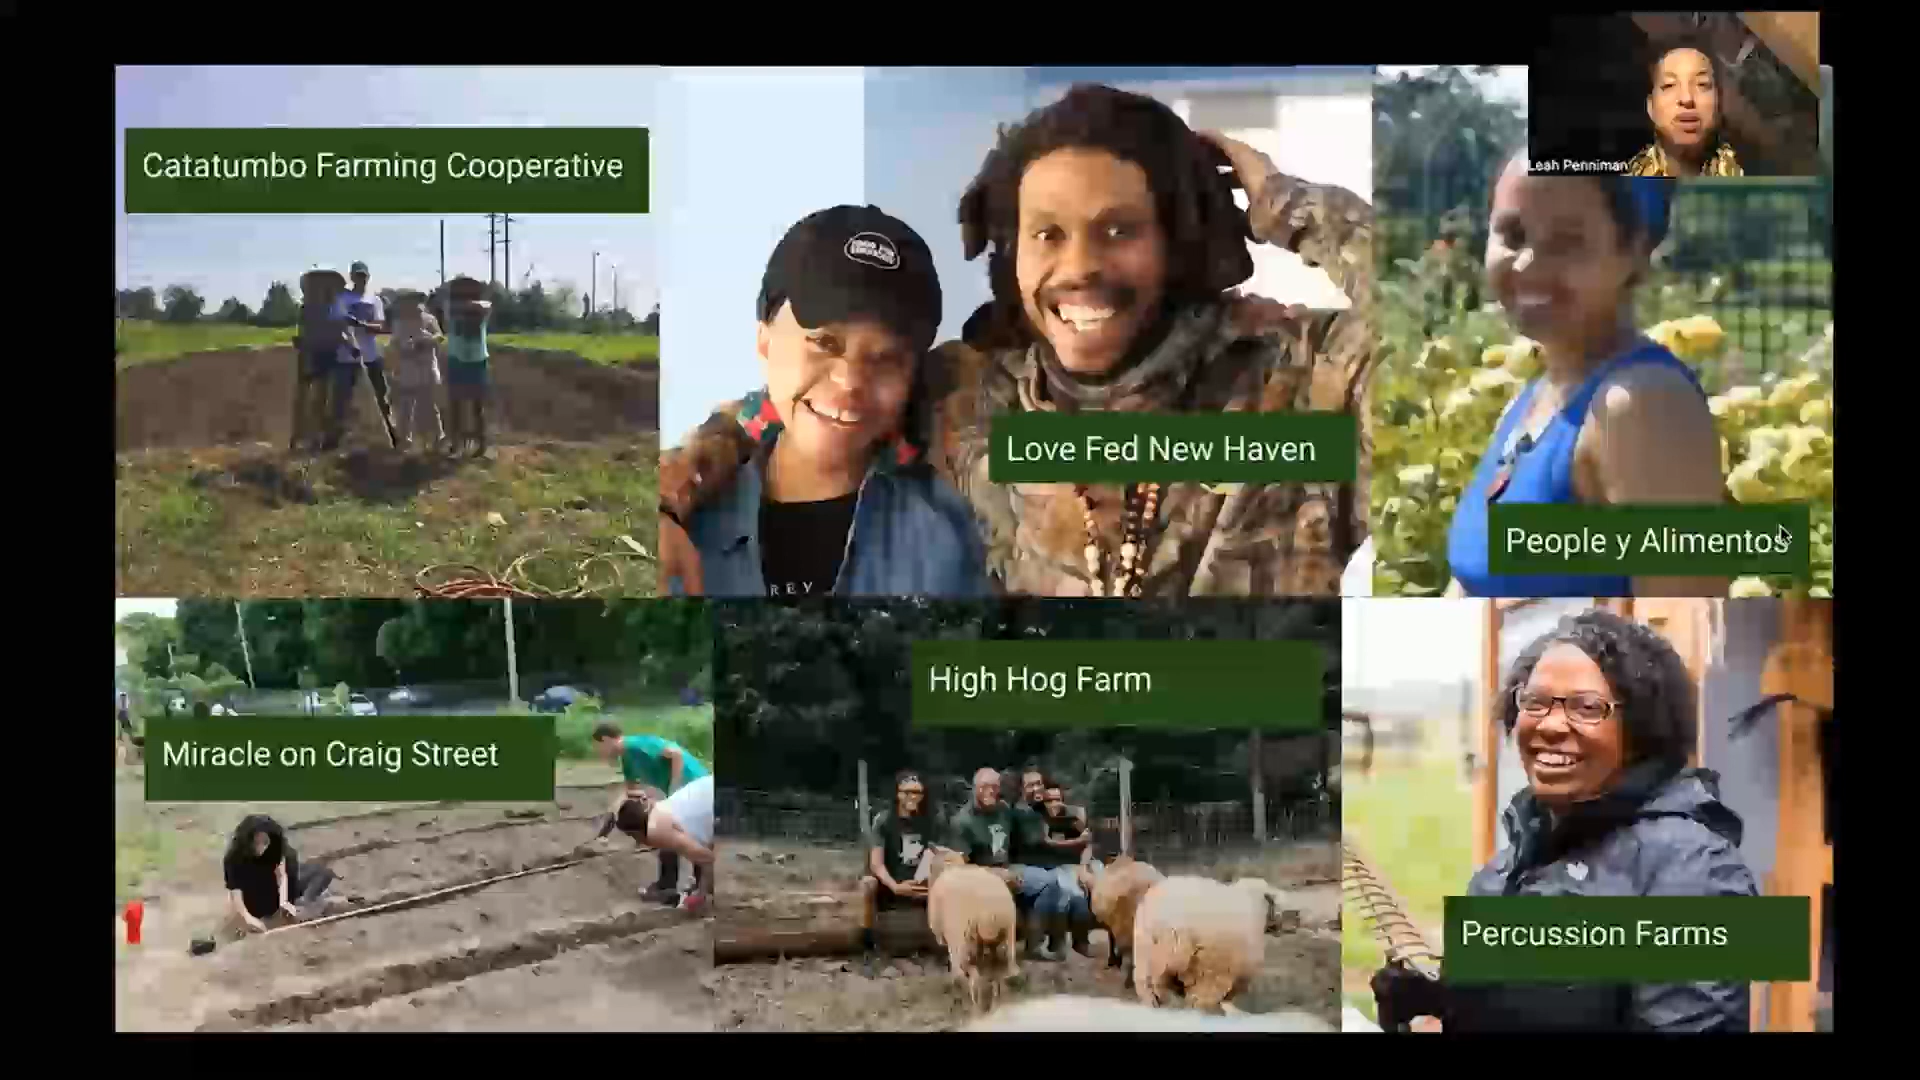 Leah Penniman
Catatumbo Farming Cooperative
Love Fed New Haven
People y Alimentos
REY
Miracle on Craig Street
High Hog Farm
Percussion Farms